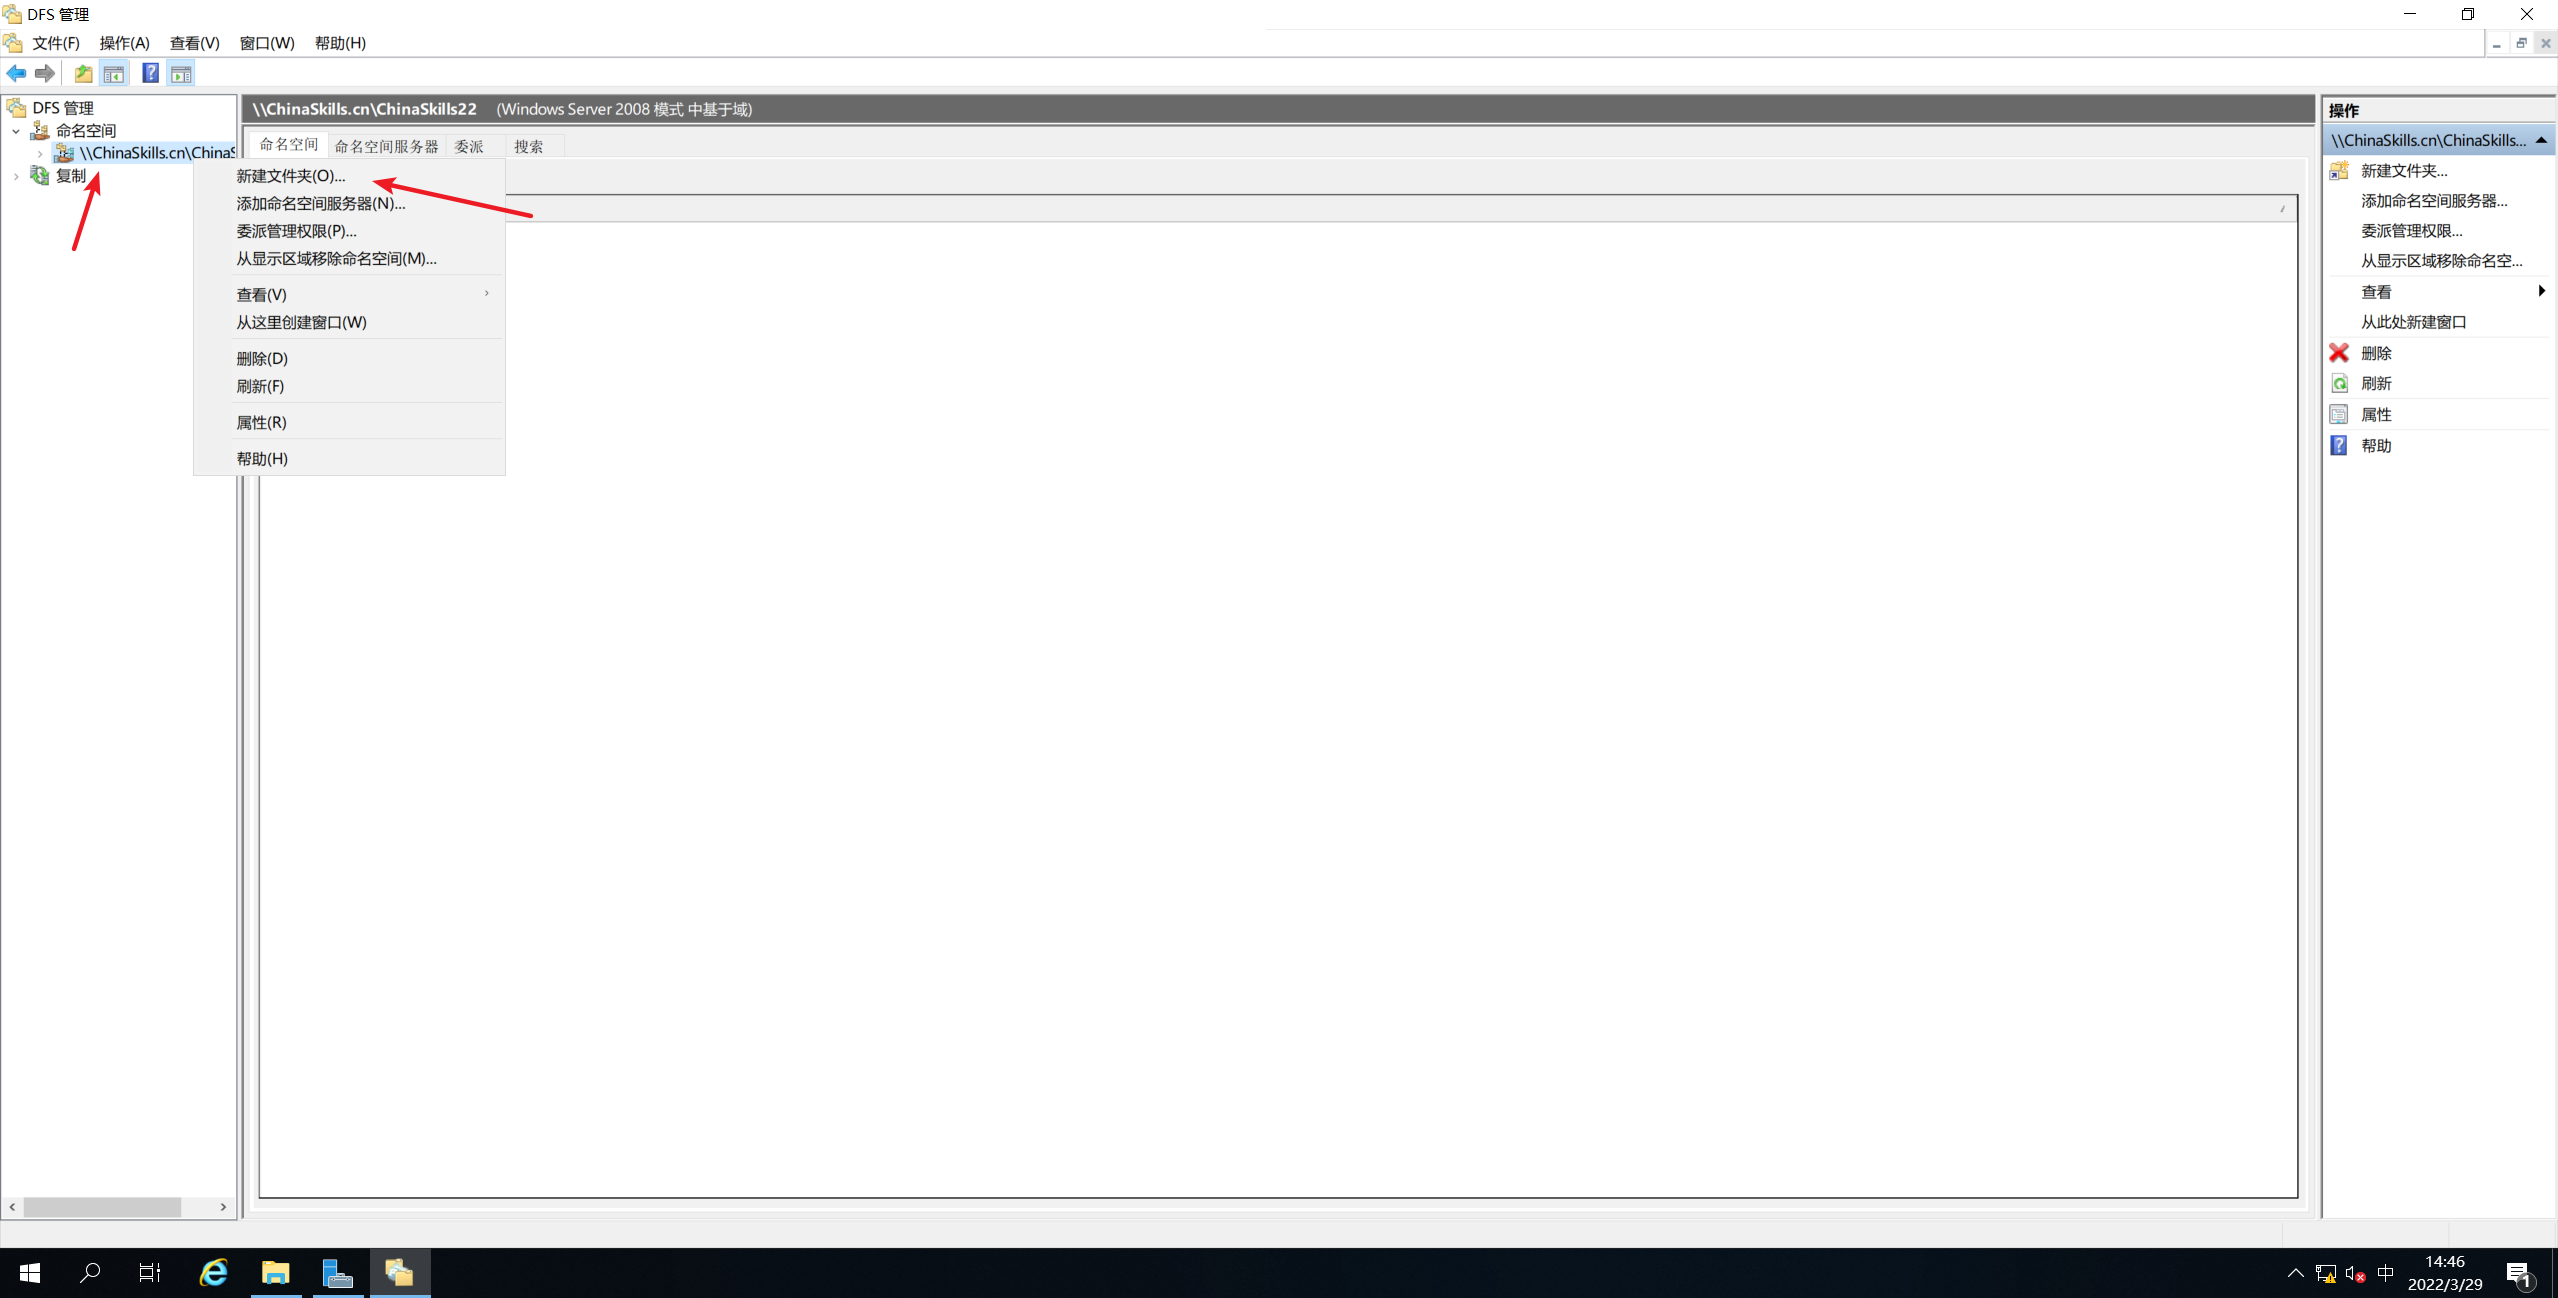 DFS 管理
文件(F) 操作(A) 查看(V) 窗口(W) 帮助(H)
DFS 管理
命名空间
\\ChinaSkills.cn\ChinaS
复制
\\ChinaSkills.cn\ChinaSkills22 (Windows Server 2008 模式 中基于域)
命名空间 命名空间服务器 委派 搜索
新建文件夹(O)...
添加命名空间服务器(N)...
委派管理权限(P)...
从显示区域移除命名空间(M)...
查看(V)
从这里创建窗口(W)
删除(D)
刷新(F)
属性(R)
帮助(H)
操作
\\ChinaSkills.cn\ChinaSkills...
新建文件夹...
添加命名空间服务器...
委派管理权限...
从显示区域移除命名空...
查看
从此处新建窗口
删除
刷新
属性
帮助
中
14:46
2022/3/29
1